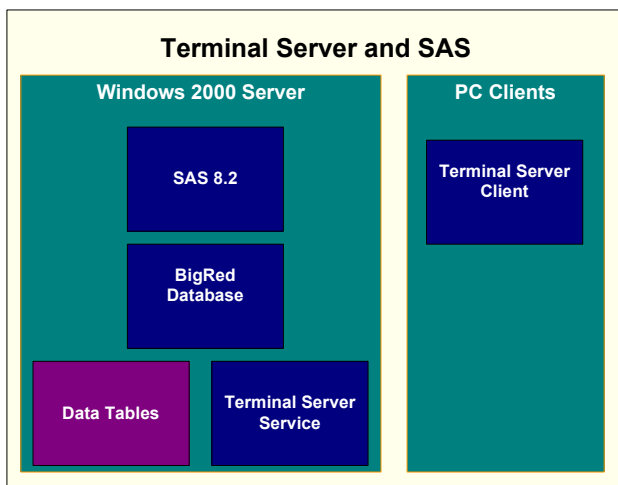 Terminal Server and SAS
Windows 2000 Server
SAS 8.2
BigRed
Database
Data Tables
Terminal Server
Service
PC Clients
Terminal Server
Client